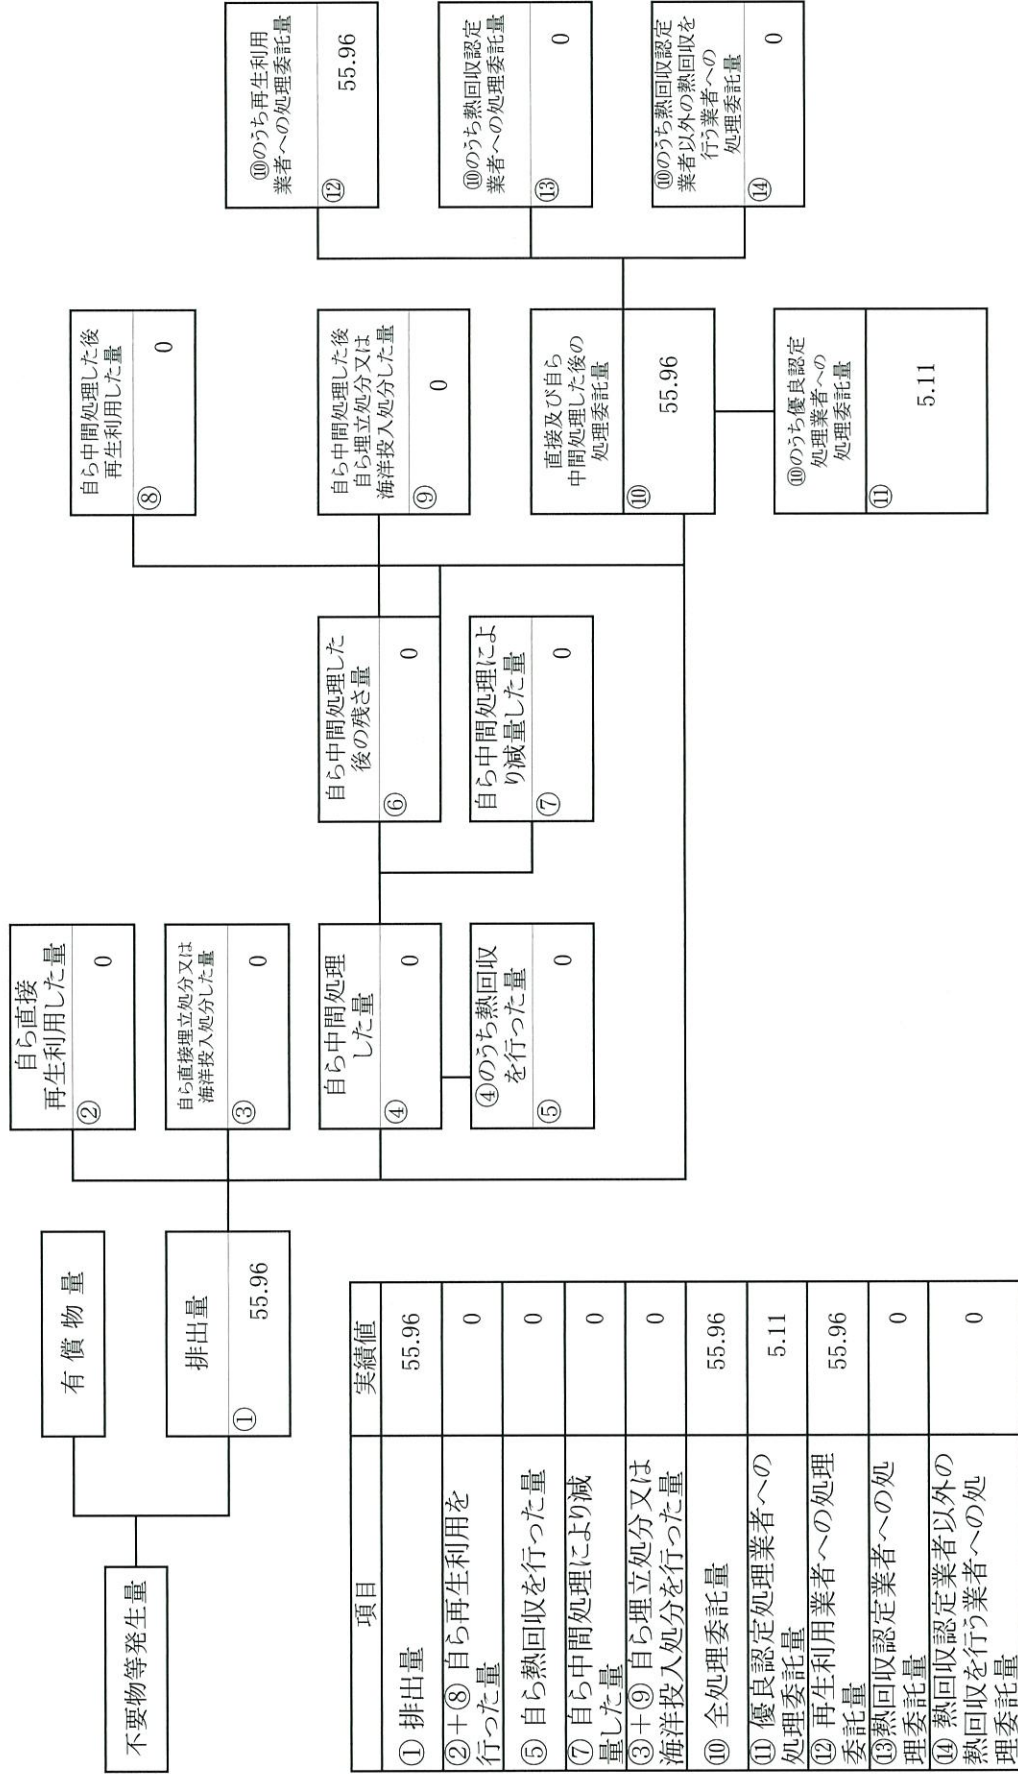 不要物等発生量
有 償 物 量
排出量
①
55.96
自ら直接
再生利用した量
②
0
自ら直接埋立処分又は
海洋投入処分した量
③
0
自ら中間処理
した量
④
0
④のうち熱回収
を行った量
⑤
0
自ら中間処理した
後の残さ量
⑥
0
自ら中間処理によ
り減量した量
⑦
0
自ら中間処理した後
再生利用した量
⑧
0
自ら中間処理した後
自ら埋立処分又は
海洋投入処分した量
⑨
0
直接及び自ら
中間処理した後の
処理委託量
⑩
55.96
⑩のうち優良認定
処理業者への
処理委託量
⑪
5.11
⑩のうち再生利用
業者への処理委託量
⑫
55.96
⑩のうち熱回収認定
業者への処理委託量
⑬
0
⑩のうち熱回収認定
業者以外の熱回収を
行う業者への
処理委託量
⑭
0
項目
実績値
① 排出量
55.96
②+⑧ 自ら再生利用を
行った量
0
⑤ 自ら熱回収を行った量
0
⑦ 自ら中間処理により減
量した量
0
③+⑨ 自ら埋立処分又は
海洋投入処分を行った量
0
⑩ 全処理委託量
55.96
⑪ 優良認定処理業者への
処理委託量
5.11
⑫ 再生利用業者への処理
委託量
55.96
⑬熱回収認定業者への処
理委託量
0
⑭ 熱回収認定業者以外の
熱回収を行う業者への処
理委託量
0